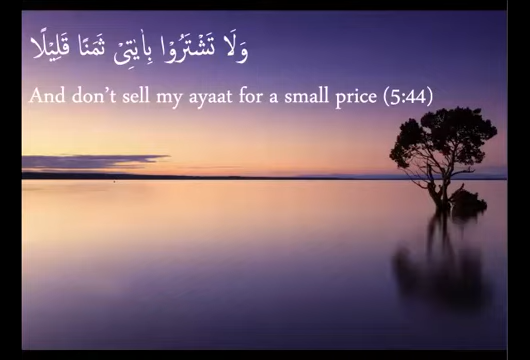 وَلَا تَشْتَرُوْا بِاٰيٰتِىْ ثَمَنًا قَلِيْلًا
And don't sell my ayaat for a small price (5:44)